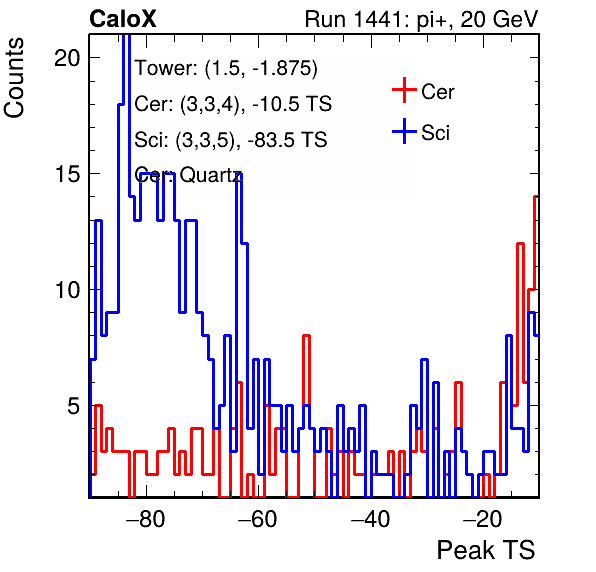 CaloX Run 1441: pi+, 20 GeV
Counts
Tower: (1.5, -1.875)
Cer: (3,3,4), -10.5 TS
Sci: (3,3,5), -83.5 TS
Cer: Quartz
Cer
Sci
20
15
10
5
−80 −60 −40 −20
Peak TS